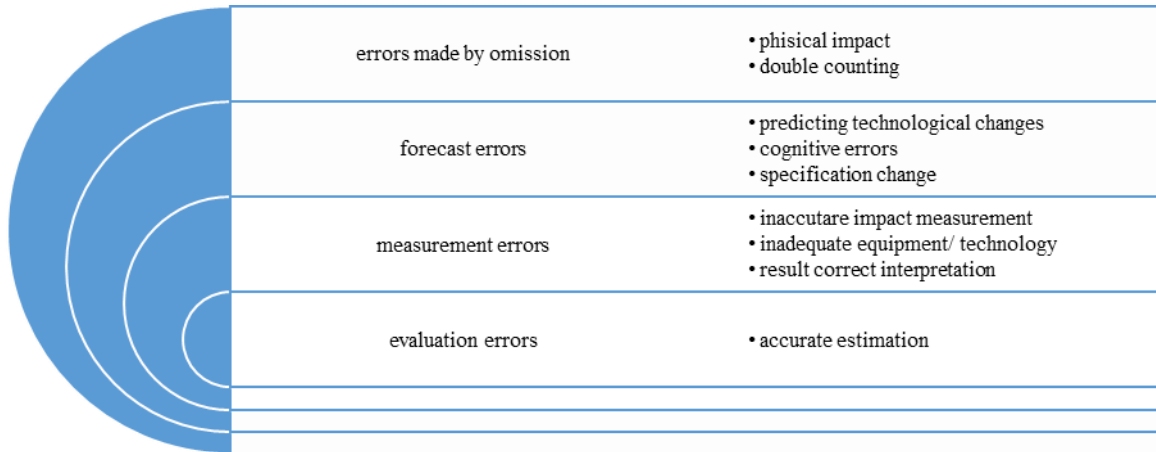 errors made by omission
• phisical impact
• double counting
forecast errors
• predicting technological changes
• cognitive errors
• specification change
measurement errors
• inaccutare impact measurement
• inadequate equipment/ technology
• result correct interpretation
evaluation errors
• accurate estimation